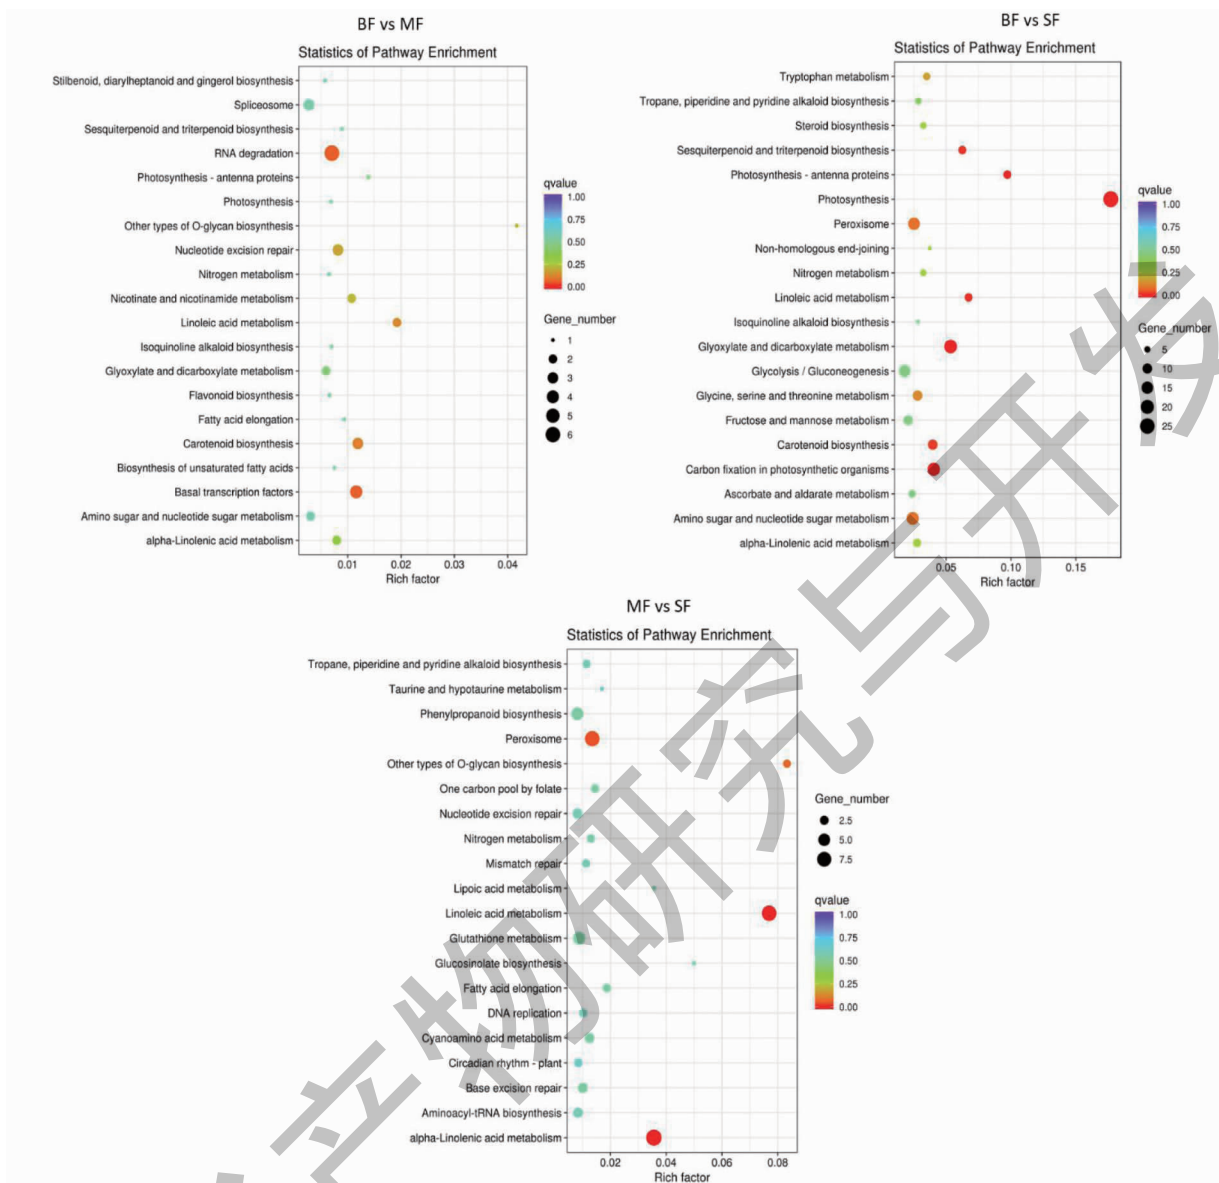 BF vs MF
Statistics of Pathway Enrichment
Stilbenoid, diarylheptanoid and gingerol biosynthesis
Spliceosome
Sesquiterpenoid and triterpenoid biosynthesis
RNA degradation
Photosynthesis - antenna proteins
Photosynthesis
Other types of O-glycan biosynthesis
Nucleotide excision repair
Nitrogen metabolism
Nicotinate and nicotinamide metabolism
Linoleic acid metabolism
Isoquinoline alkaloid biosynthesis
Glyoxylate and dicarboxylate metabolism
Flavonoid biosynthesis
Fatty acid elongation
Carotenoid biosynthesis
Biosynthesis of unsaturated fatty acids
Basal transcription factors
Amino sugar and nucleotide sugar metabolism
alpha-Linolenic acid metabolism
0.01 0.02 0.03 0.04
Rich factor
qvalue
1.00
0.75
0.50
0.25
0.00
Gene_number
1
2
3
4
5
6
BF vs SF
Statistics of Pathway Enrichment
Tryptophan metabolism
Tropane, piperidine and pyridine alkaloid biosynthesis
Steroid biosynthesis
Sesquiterpenoid and triterpenoid biosynthesis
Photosynthesis - antenna proteins
Photosynthesis
Peroxisome
Non-homologous end-joining
Nitrogen metabolism
Linoleic acid metabolism
Isoquinoline alkaloid biosynthesis
Glyoxylate and dicarboxylate metabolism
Glycolysis / Gluconeogenesis
Glycine, serine and threonine metabolism
Fructose and mannose metabolism
Carotenoid biosynthesis
Carbon fixation in photosynthetic organisms
Ascorbate and aldarate metabolism
Amino sugar and nucleotide sugar metabolism
alpha-Linolenic acid metabolism
0.05 0.10 0.15
Rich factor
qvalue
1.00
0.75
0.50
0.25
0.00
Gene_number
5
10
15
20
25
MF vs SF
Statistics of Pathway Enrichment
Tropane, piperidine and pyridine alkaloid biosynthesis
Taurine and hypotaurine metabolism
Phenylpropanoid biosynthesis
Peroxisome
Other types of O-glycan biosynthesis
One carbon pool by folate
Nucleotide excision repair
Nitrogen metabolism
Mismatch repair
Lipoic acid metabolism
Linoleic acid metabolism
Glutathione metabolism
Glucosinolate biosynthesis
Fatty acid elongation
DNA replication
Cyanoamino acid metabolism
Circadian rhythm - plant
Base excision repair
Aminoacyl-tRNA biosynthesis
alpha-Linolenic acid metabolism
0.02 0.04 0.06 0.08
Rich factor
Gene_number
2.5
5.0
7.5
qvalue
1.00
0.75
0.50
0.25
0.00
产物研究与开发